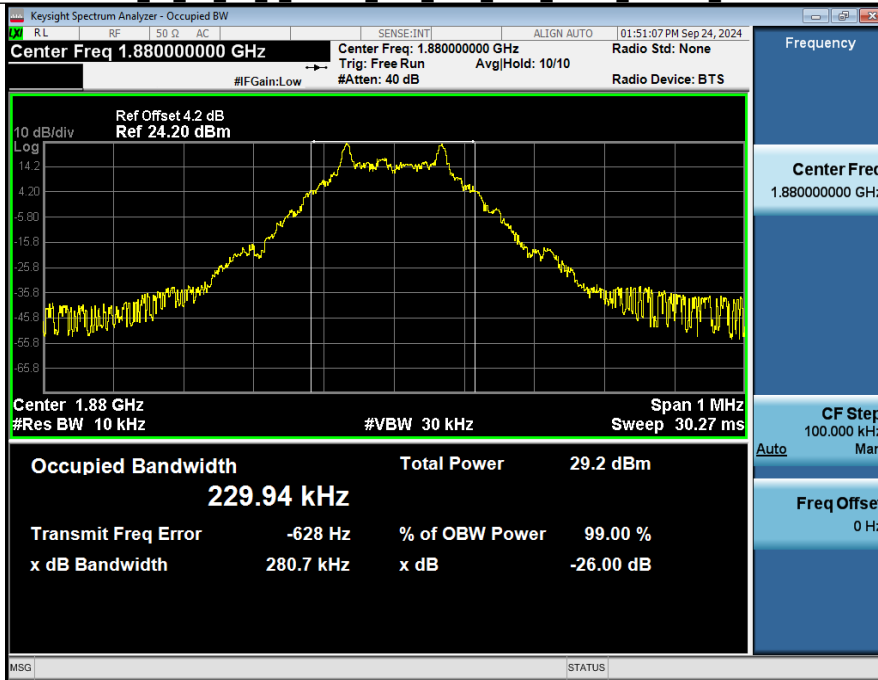 Keysight Spectrum Analyzer - Occupied BW
LXI RL RF 50 Ω AC SENSE:INT ALIGN AUTO 01:51:07 PM Sep 24, 2024
Center Freq 1.880000000 GHz
Center Freq: 1.880000000 GHz Radio Std: None
Trig: Free Run Avg|Hold: 10/10
#IFGain:Low #Atten: 40 dB Radio Device: BTS
Ref Offset 4.2 dB
10 dB/div Ref 24.20 dBm
Log
14.2
4.20
-5.80
-15.8
-25.8
-35.8
-45.8
-55.8
-65.8
Center 1.88 GHz Span 1 MHz
#Res BW 10 kHz #VBW 30 kHz Sweep 30.27 ms
Occupied Bandwidth Total Power 29.2 dBm
229.94 kHz
Transmit Freq Error -628 Hz % of OBW Power 99.00 %
x dB Bandwidth 280.7 kHz x dB -26.00 dB
MSG STATUS
Frequency
Center Freq
1.880000000 GHz
CF Step
100.000 kHz
Auto Man
Freq Offset
0 Hz